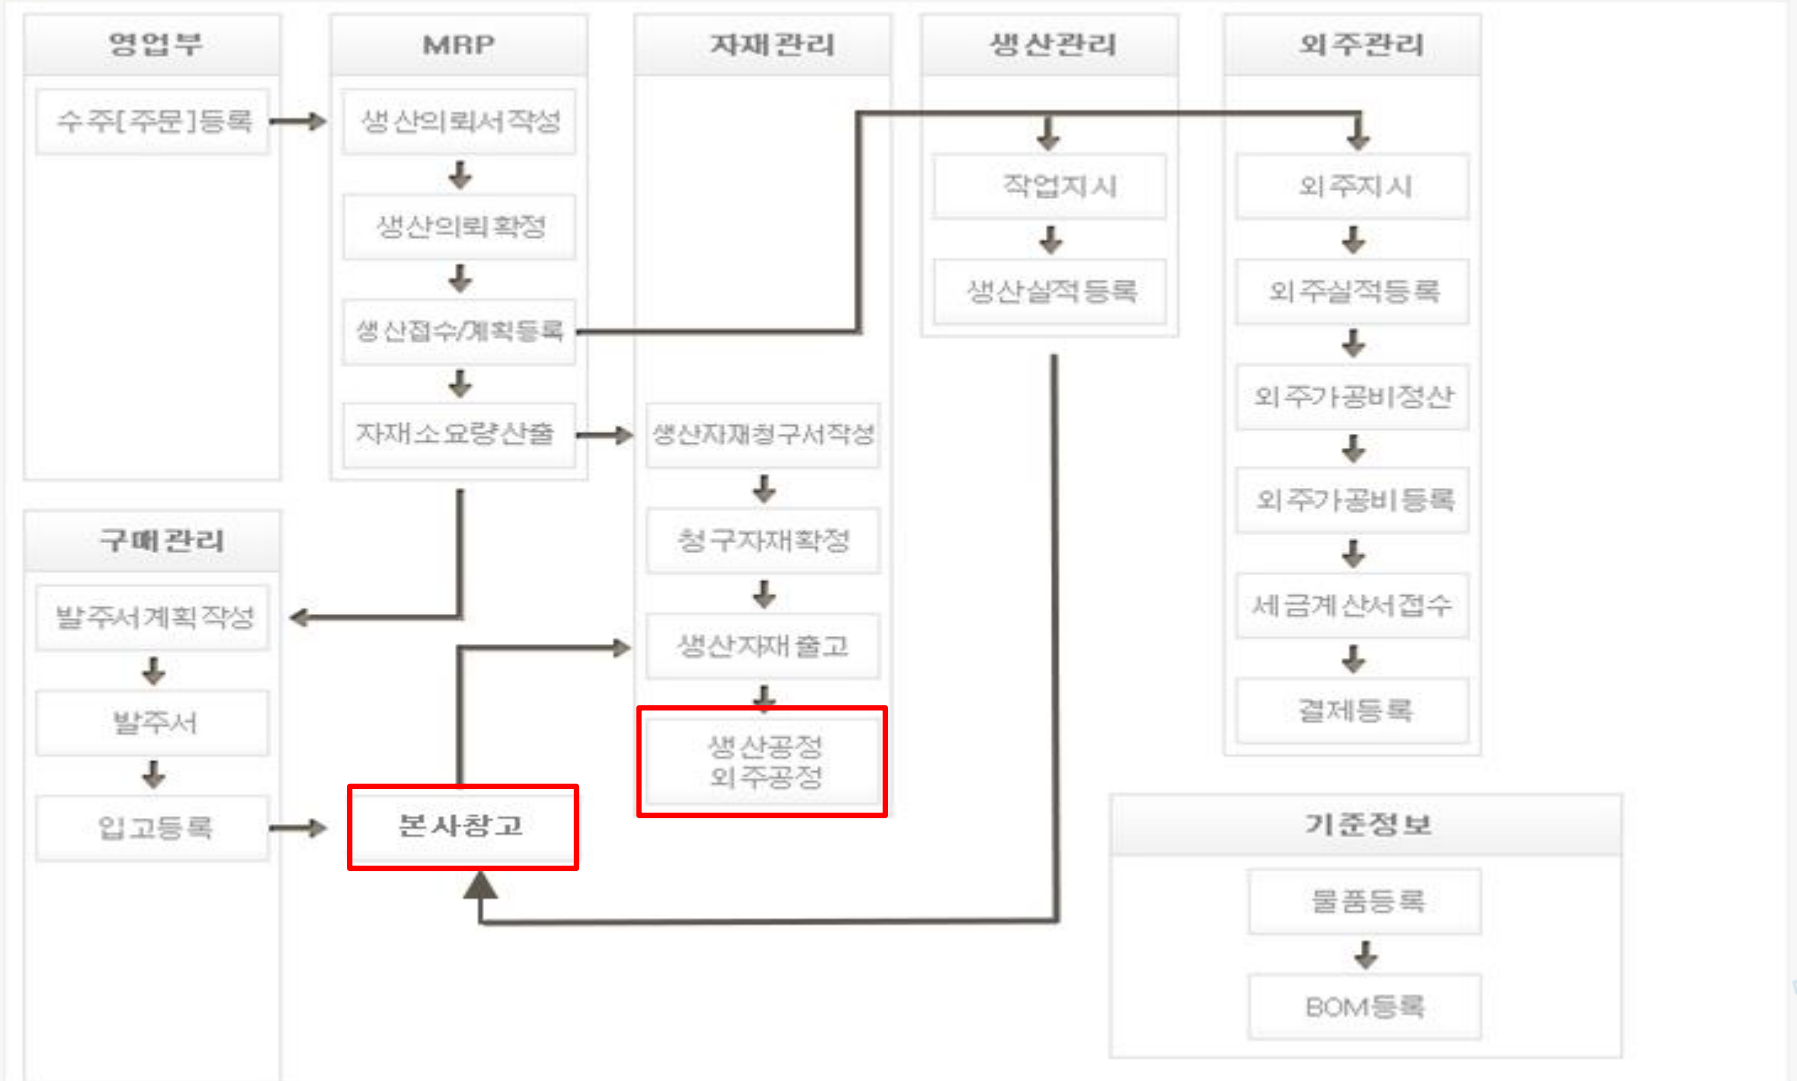 영업부
수주[주문]등록
MRP
생산의뢰서작성
생산의뢰확정
생산접수/계획등록
자재소요량산출
자재관리
생산자재청구서작성
청구자재확정
생산자재출고
생산공정
외주공정
생산관리
작업지시
생산실적등록
외주관리
외주지시
외주실적등록
외주가공비정산
외주가공비등록
세금계산서접수
결제등록
구매관리
발주서계획작성
발주서
입고등록
본사창고
기준정보
물품등록
BOM등록